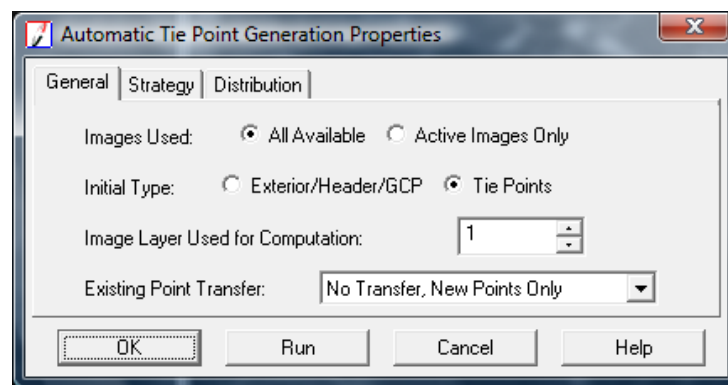 Automatic Tie Point Generation Properties
General Strategy Distribution
Images Used: All Available Active Images Only
Initial Type: Exterior/Header/GCP Tie Points
Image Layer Used for Computation: 1
Existing Point Transfer: No Transfer, New Points Only
OK Run Cancel Help